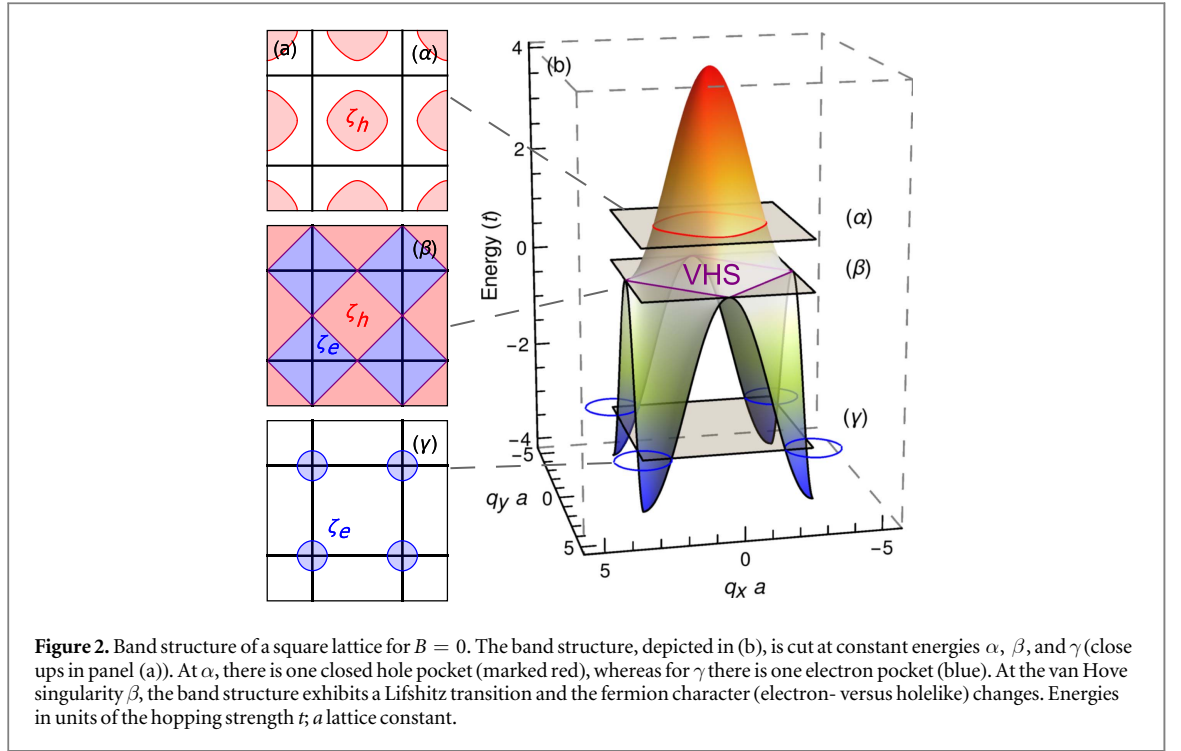 (a)
(α)
ζh
(β)
ζh
ζe
(γ)
ζe
(b)
4
2
0
−2
−4
Energy (t)
VHS
(α)
(β)
(γ)
−5
0
5
qy a
5
0
−5
qx a
Figure 2. Band structure of a square lattice for B = 0. The band structure, depicted in (b), is cut at constant energies α, β, and γ (close
ups in panel (a)). At α, there is one closed hole pocket (marked red), whereas for γ there is one electron pocket (blue). At the van Hove
singularity β, the band structure exhibits a Lifshitz transition and the fermion character (electron- versus holelike) changes. Energies
in units of the hopping strength t; a lattice constant.